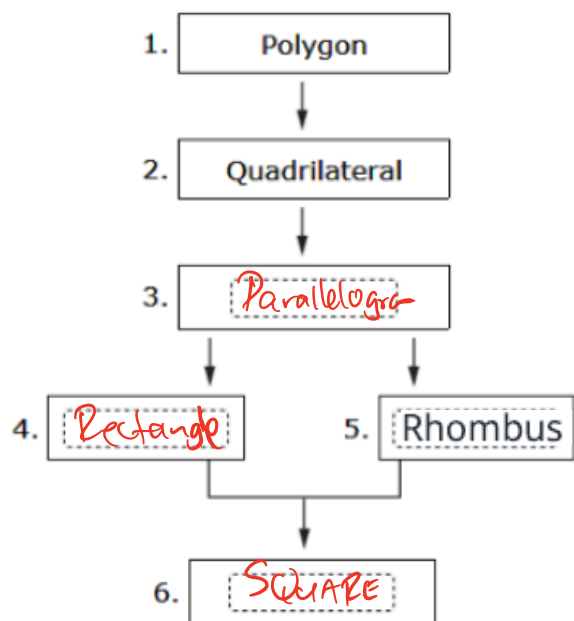 1. Polygon
2. Quadrilateral
3. Parallelogra
4. Rectangle
5. Rhombus
6. SQUARE